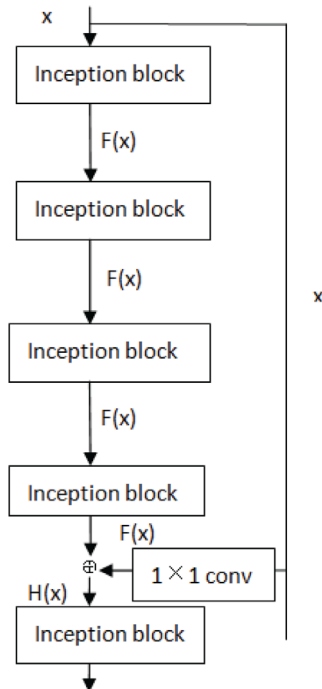 x
Inception block
F(x)
Inception block
F(x)
x
Inception block
F(x)
Inception block
F(x)
1×1 conv
H(x)
Inception block